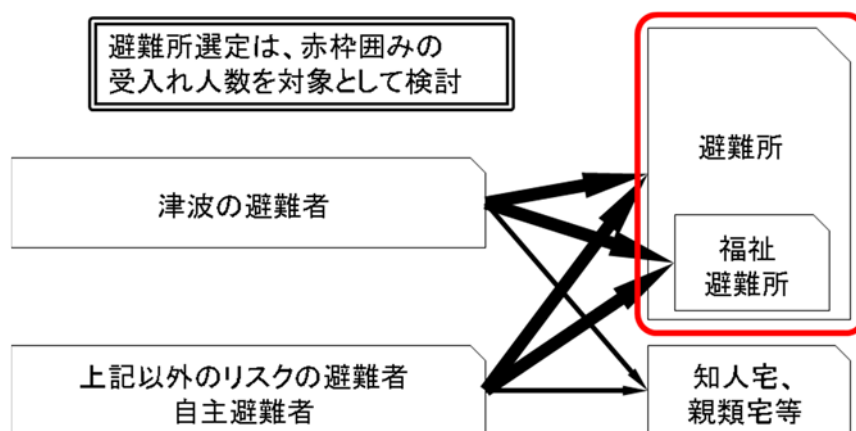 避難所選定は、赤枠囲みの
受入れ人数を対象として検討
避難所
津波の避難者
福祉
避難所
上記以外のリスクの避難者
自主避難者
知人宅、
親類宅等